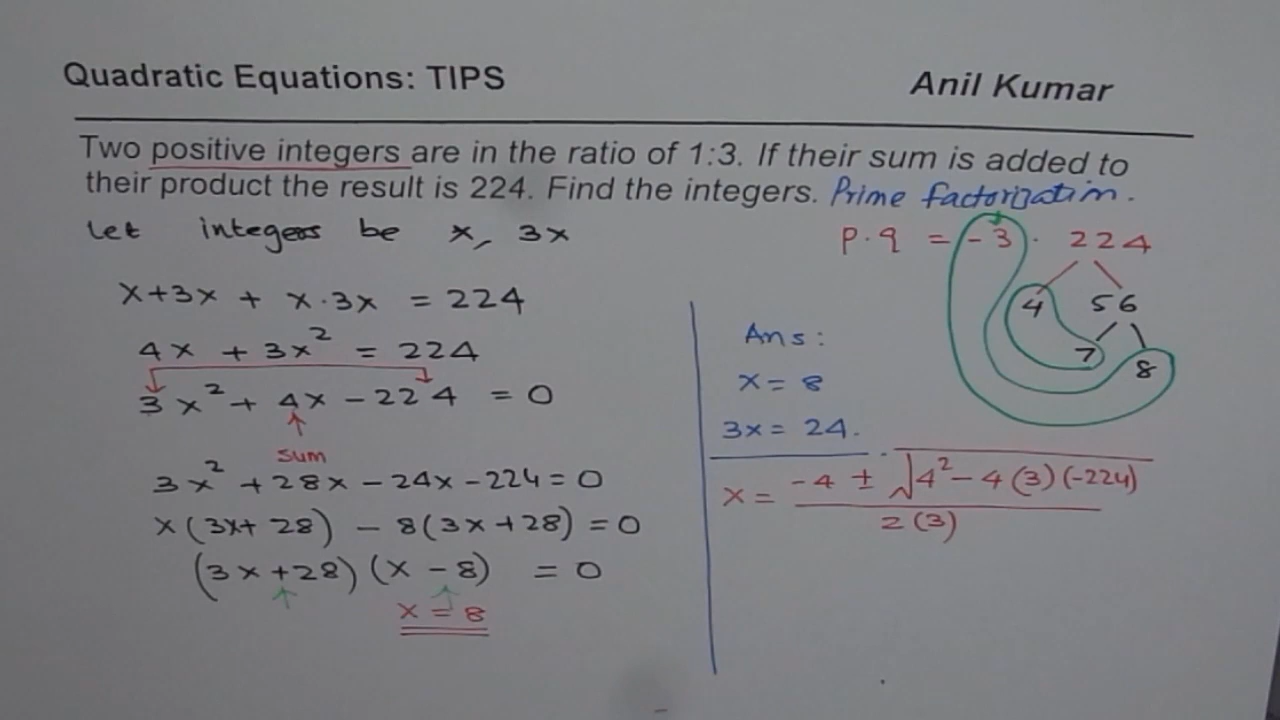 Quadratic Equations: TIPS
Anil Kumar
Two positive integers are in the ratio of 1:3. If their sum is added to
their product the result is 224. Find the integers. Prime factorization.
Let integers be x, 3x
x+3x + x·3x = 224
4x + 3x² = 224
3x² + 4x - 224 = 0
sum
3x² + 28x - 24x - 224 = 0
x(3x+28) - 8(3x+28) = 0
(3x+28)(x-8) = 0
x = 8
p·q = -3 · 224
4 56
7 8
Ans:
x = 8
3x = 24.
x = (-4 ± √(4² - 4(3)(-224))) / 2(3)